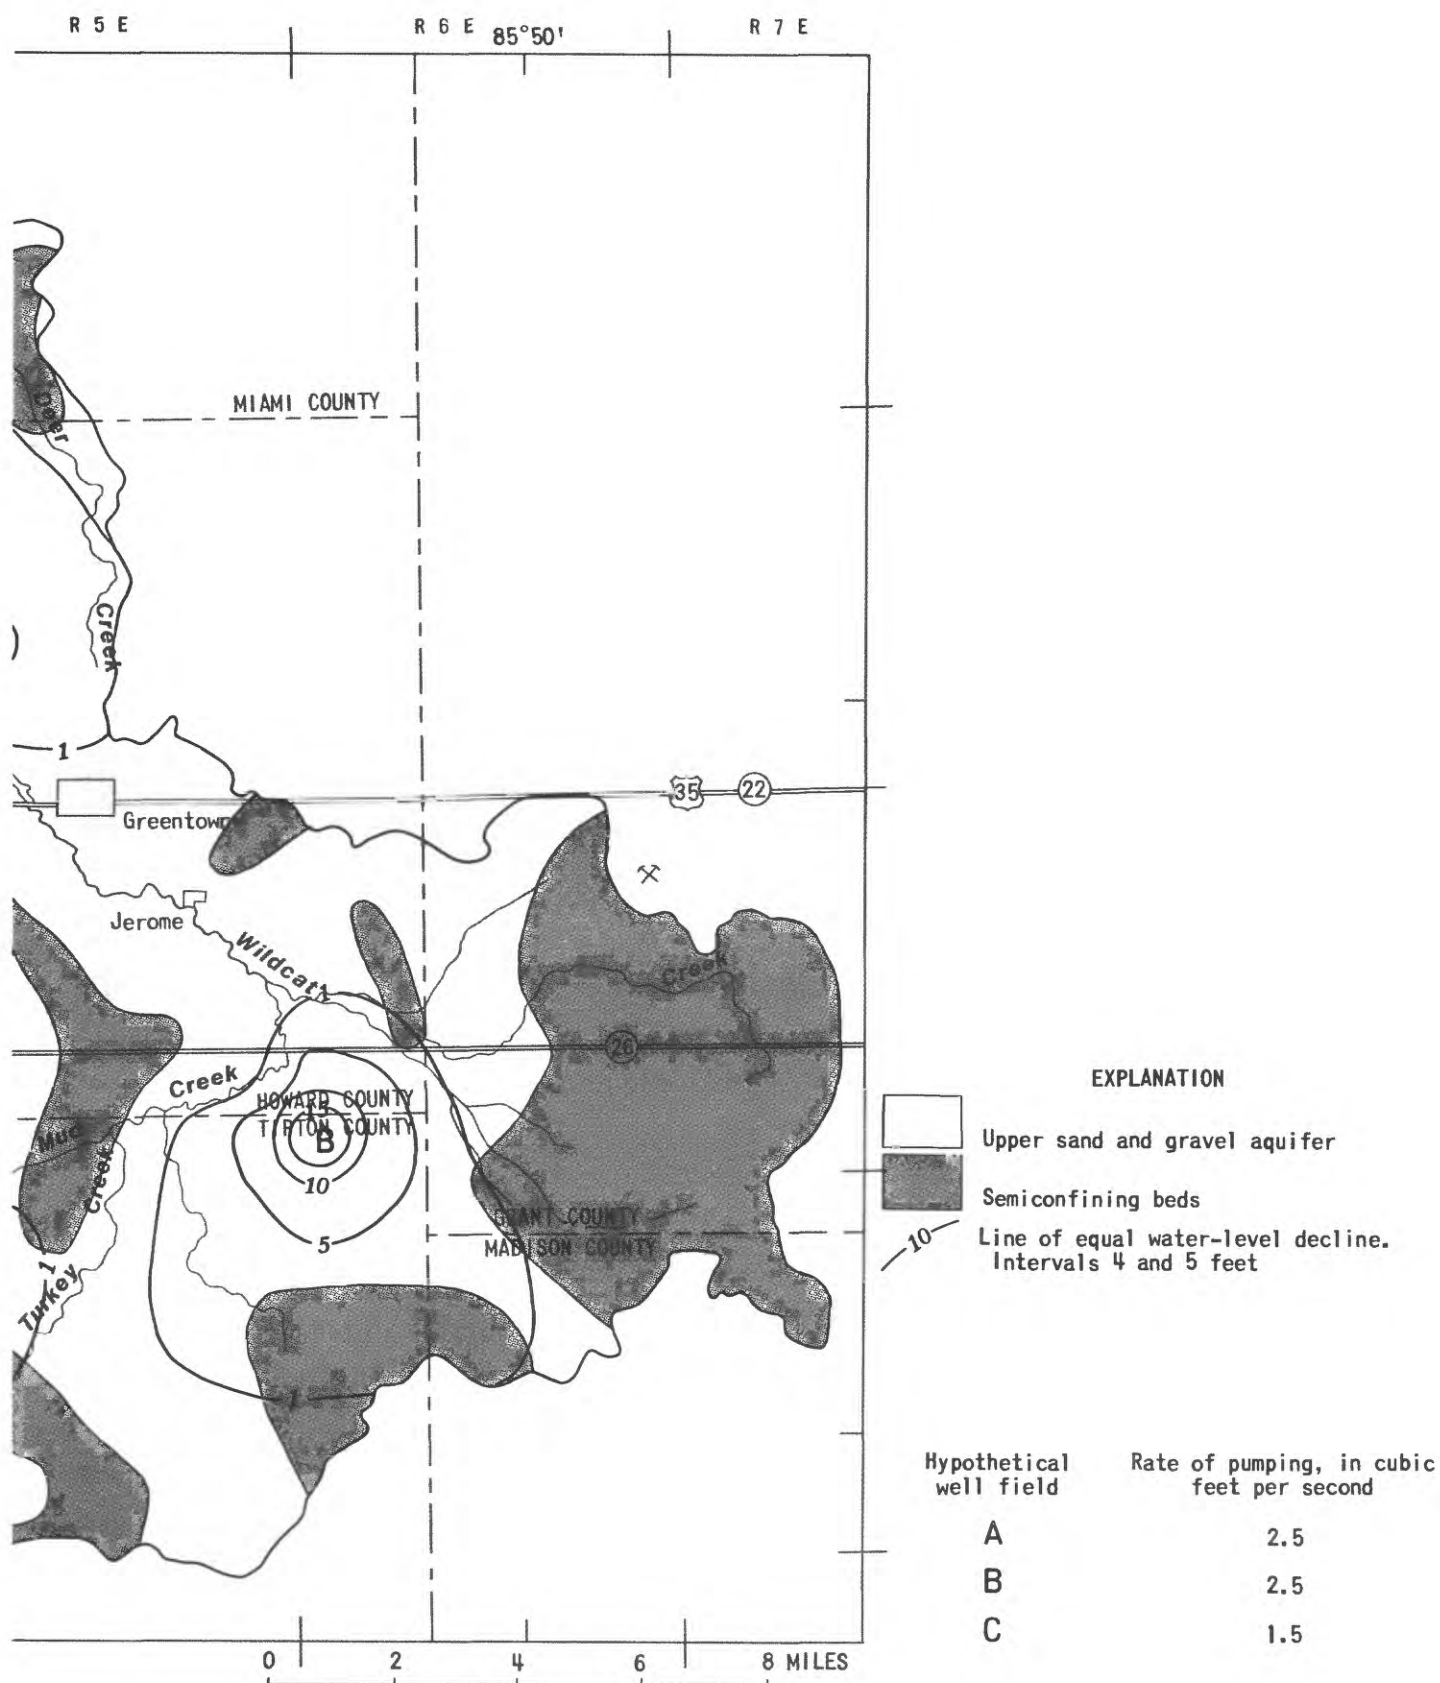 R 5 E
R 6 E
85°50'
R 7 E
MIAMI COUNTY
Deer
Creek
1
35
22
Greentown
Jerome
Wildcat
1
Creek
26
Creek
HOWARD COUNTY
15
TIPTON COUNTY
B
Mud
Creek
10
GRANT COUNTY
5
MADISON COUNTY
1
Turkey
1
EXPLANATION
Upper sand and gravel aquifer
Semiconfining beds
10
Line of equal water-level decline.
Intervals 4 and 5 feet
Hypothetical
well field
Rate of pumping, in cubic
feet per second
A 2.5
B 2.5
C 1.5
0 2 4 6 8 MILES